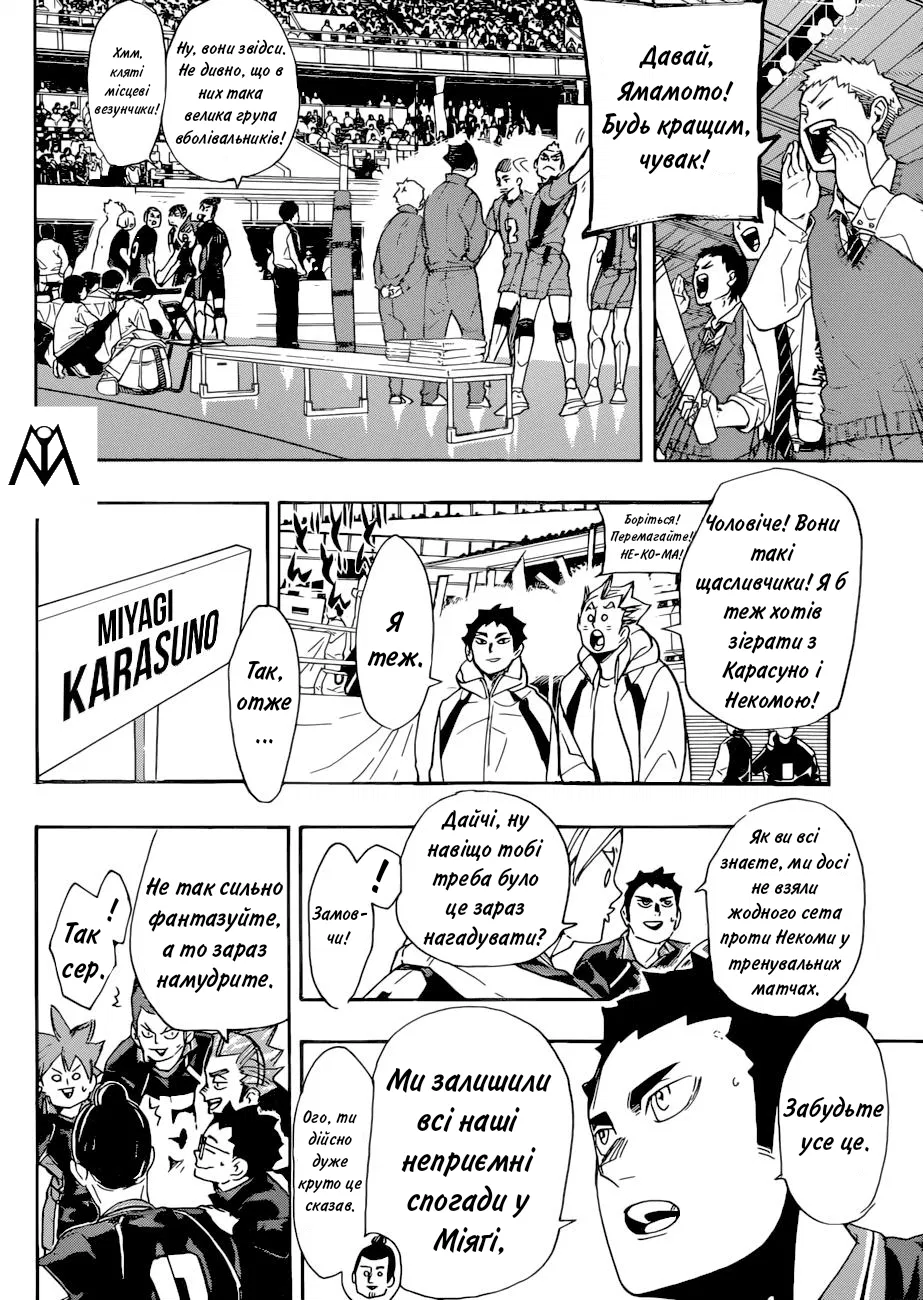 Давай,
Ямамото!
Будь кращим,
чувак!
Ну, вони звідси.
Не дивно, що в
них така
велика група
вболівальників!
Хмм,
кляті
місцеві
везунчики!
2
Чоловіче! Вони
такі
щасливчики! Я б
теж хотів
зіграти з
Карасуно і
Некомою!
Боріться!
Перемагайте!
НЕ-КО-МА!
Я
теж.
Так,
отже
...
MIYAGI
KARASUNO
Як ви всі
знаєте, ми досі
не взяли
жодного сета
проти Некоми у
тренувальних
матчах.
Дайчі, ну
навіщо тобі
треба було
це зараз
нагадувати?
!
Замов-
чи!
Не так сильно
фантазуйте,
а то зараз
намудрите.
!
Так
сер.
Забудьте
усе це.
Ми залишили
всі наші
неприємні
спогади у
Міяґі,
Ого, ти
дійсно
дуже
круто це
сказав.